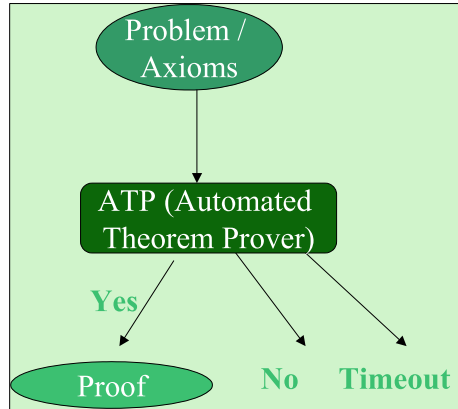 Problem /
Axioms
ATP (Automated
Theorem Prover)
Yes
No
Timeout
Proof